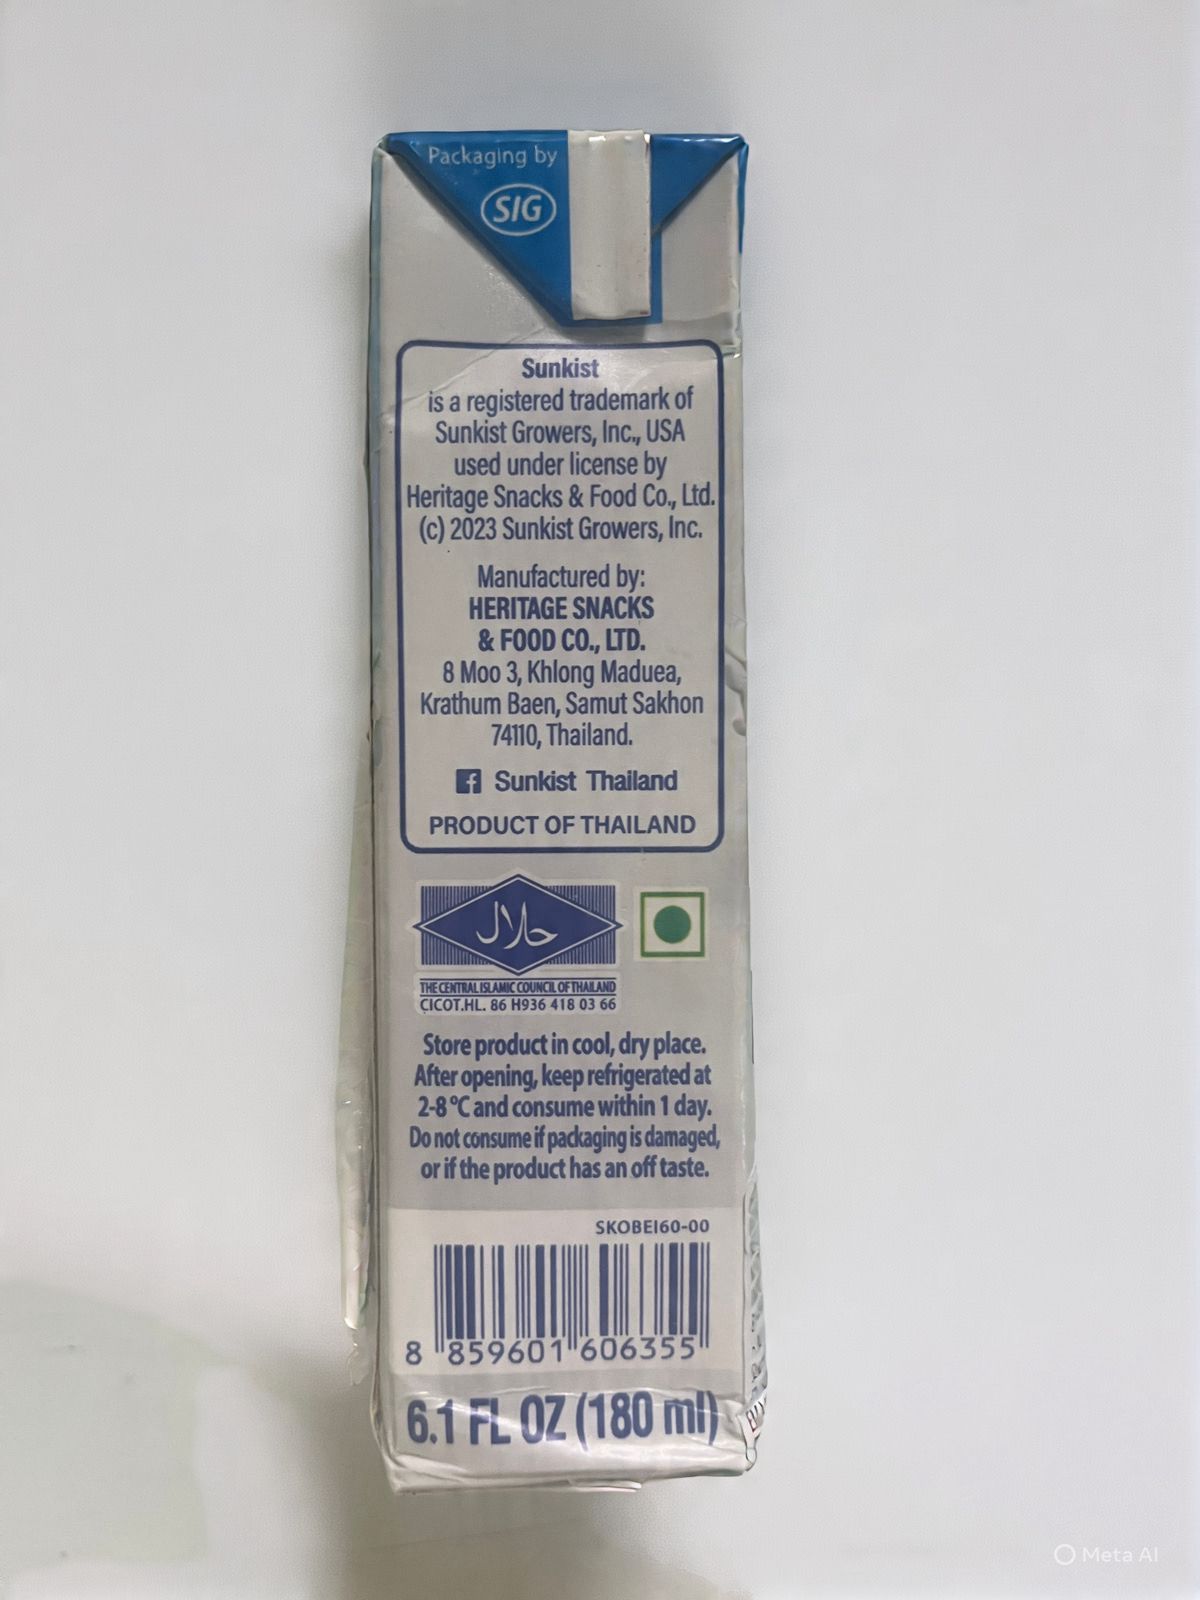 Packaging by
SIG
Sunkist
is a registered trademark of
Sunkist Growers, Inc., USA
used under license by
Heritage Snacks & Food Co., Ltd.
(c) 2023 Sunkist Growers, Inc.
Manufactured by:
HERITAGE SNACKS
& FOOD CO., LTD.
8 Moo 3, Khlong Maduea,
Krathum Baen, Samut Sakhon
74110, Thailand.
Sunkist Thailand
PRODUCT OF THAILAND
حلال
THE CENTRAL ISLAMIC COUNCIL OF THAILAND
CICOT.HL. 86 H936 418 03 66
Store product in cool, dry place.
After opening, keep refrigerated at
2-8 °C and consume within 1 day.
Do not consume if packaging is damaged,
or if the product has an off taste.
SKOBEI60-00
8 859601 606355
6.1 FL OZ (180 ml)
Meta AI